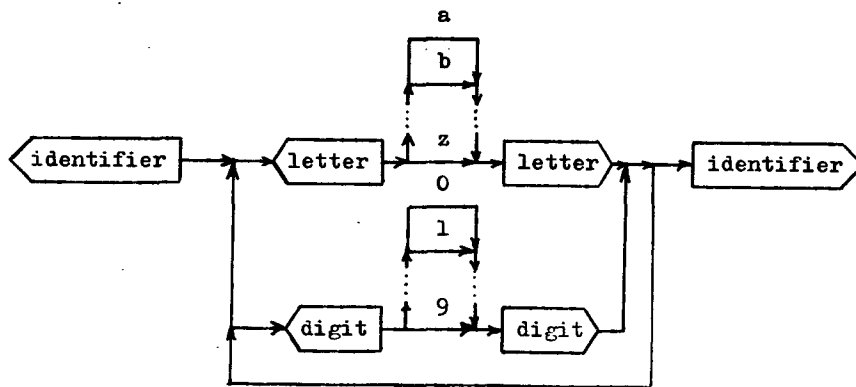 a
b
z
identifier letter letter identifier
0
1
9
digit digit